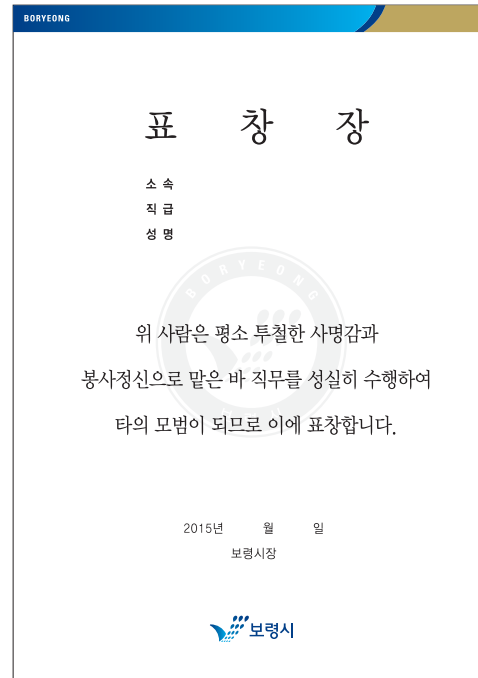 BORYEONG
표 창 장
소 속
직 급
성 명
BORYEONG
위 사람은 평소 투철한 사명감과
봉사정신으로 맡은 바 직무를 성실히 수행하여
타의 모범이 되므로 이에 표창합니다.
2015년 월 일
보령시장
보령시